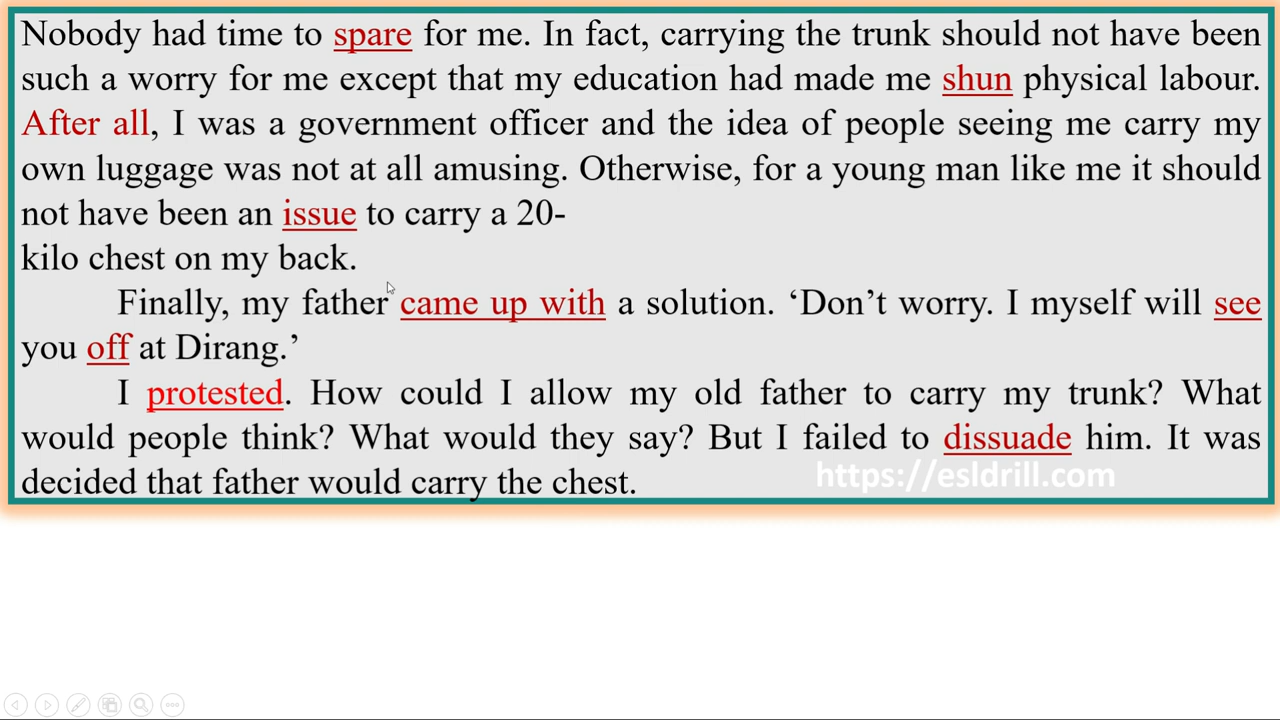 Nobody had time to spare for me. In fact, carrying the trunk should not have been
such a worry for me except that my education had made me shun physical labour.
After all, I was a government officer and the idea of people seeing me carry my
own luggage was not at all amusing. Otherwise, for a young man like me it should
not have been an issue to carry a 20-
kilo chest on my back.
Finally, my father came up with a solution. ‘Don’t worry. I myself will see
you off at Dirang.’
I protested. How could I allow my old father to carry my trunk? What
would people think? What would they say? But I failed to dissuade him. It was
decided that father would carry the chest.
https://esldrill.com